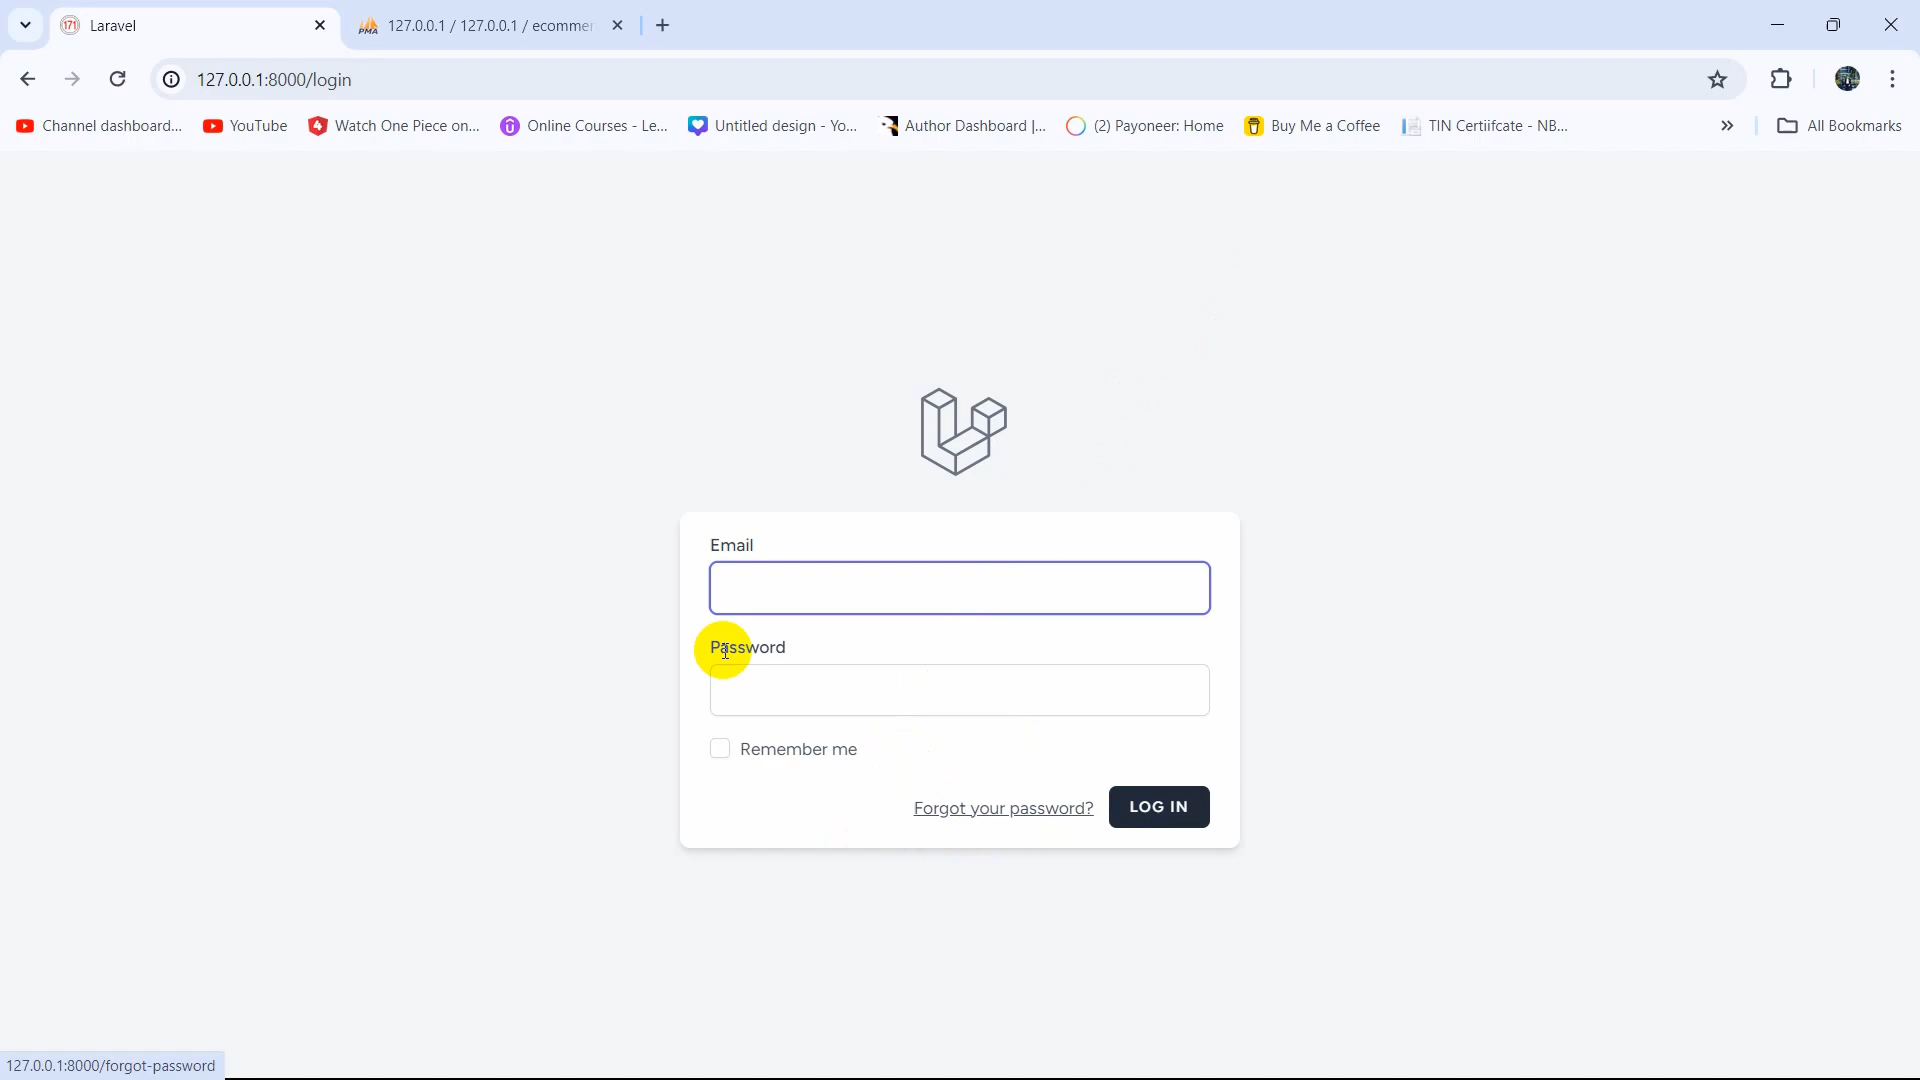 171 Laravel
PMA 127.0.0.1 / 127.0.0.1 / ecommer
127.0.0.1:8000/login
Channel dashboard... YouTube Watch One Piece on... Online Courses - Le... Untitled design - Yo... Author Dashboard |... (2) Payoneer: Home Buy Me a Coffee TIN Certiifcate - NB... All Bookmarks
Email
Password
Remember me
Forgot your password? LOG IN
127.0.0.1:8000/forgot-password